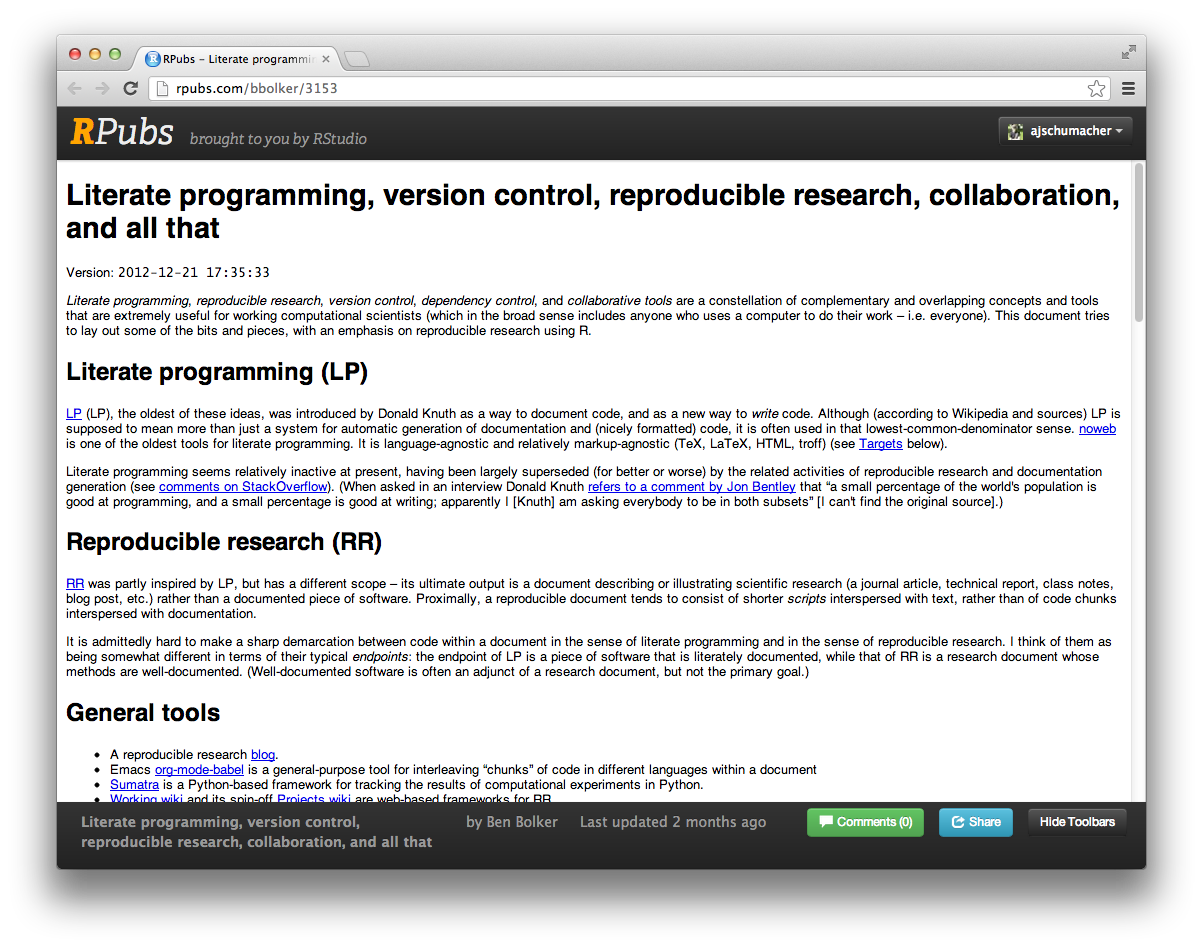 RPubs – Literate programmin
rpubs.com/bbolker/3153
RPubs brought to you by RStudio
ajschumacher
Literate programming, version control, reproducible research, collaboration,
and all that
Version: 2012-12-21 17:35:33
Literate programming, reproducible research, version control, dependency control, and collaborative tools are a constellation of complementary and overlapping concepts and tools
that are extremely useful for working computational scientists (which in the broad sense includes anyone who uses a computer to do their work – i.e. everyone). This document tries
to lay out some of the bits and pieces, with an emphasis on reproducible research using R.
Literate programming (LP)
LP (LP), the oldest of these ideas, was introduced by Donald Knuth as a way to document code, and as a new way to write code. Although (according to Wikipedia and sources) LP is
supposed to mean more than just a system for automatic generation of documentation and (nicely formatted) code, it is often used in that lowest-common-denominator sense. noweb
is one of the oldest tools for literate programming. It is language-agnostic and relatively markup-agnostic (TeX, LaTeX, HTML, troff) (see Targets below).
Literate programming seems relatively inactive at present, having been largely superseded (for better or worse) by the related activities of reproducible research and documentation
generation (see comments on StackOverflow). (When asked in an interview Donald Knuth refers to a comment by Jon Bentley that “a small percentage of the world's population is
good at programming, and a small percentage is good at writing; apparently I [Knuth] am asking everybody to be in both subsets” [I can't find the original source].)
Reproducible research (RR)
RR was partly inspired by LP, but has a different scope – its ultimate output is a document describing or illustrating scientific research (a journal article, technical report, class notes,
blog post, etc.) rather than a documented piece of software. Proximally, a reproducible document tends to consist of shorter scripts interspersed with text, rather than of code chunks
interspersed with documentation.
It is admittedly hard to make a sharp demarcation between code within a document in the sense of literate programming and in the sense of reproducible research. I think of them as
being somewhat different in terms of their typical endpoints: the endpoint of LP is a piece of software that is literately documented, while that of RR is a research document whose
methods are well-documented. (Well-documented software is often an adjunct of a research document, but not the primary goal.)
General tools
• A reproducible research blog.
• Emacs org-mode-babel is a general-purpose tool for interleaving “chunks” of code in different languages within a document
• Sumatra is a Python-based framework for tracking the results of computational experiments in Python.
• Working wiki and its spin-off Projects wiki are web-based frameworks for RR
Literate programming, version control,
reproducible research, collaboration, and all that
by Ben Bolker
Last updated 2 months ago
Comments (0)
Share
Hide Toolbars